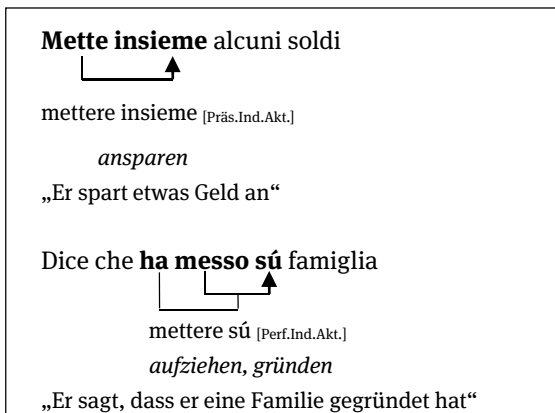 Mette insieme alcuni soldi
mettere insieme [Präs.Ind.Akt.]
ansparen
„Er spart etwas Geld an“
Dice che ha messo sú famiglia
mettere sú [Perf.Ind.Akt.]
aufziehen, gründen
„Er sagt, dass er eine Familie gegründet hat“